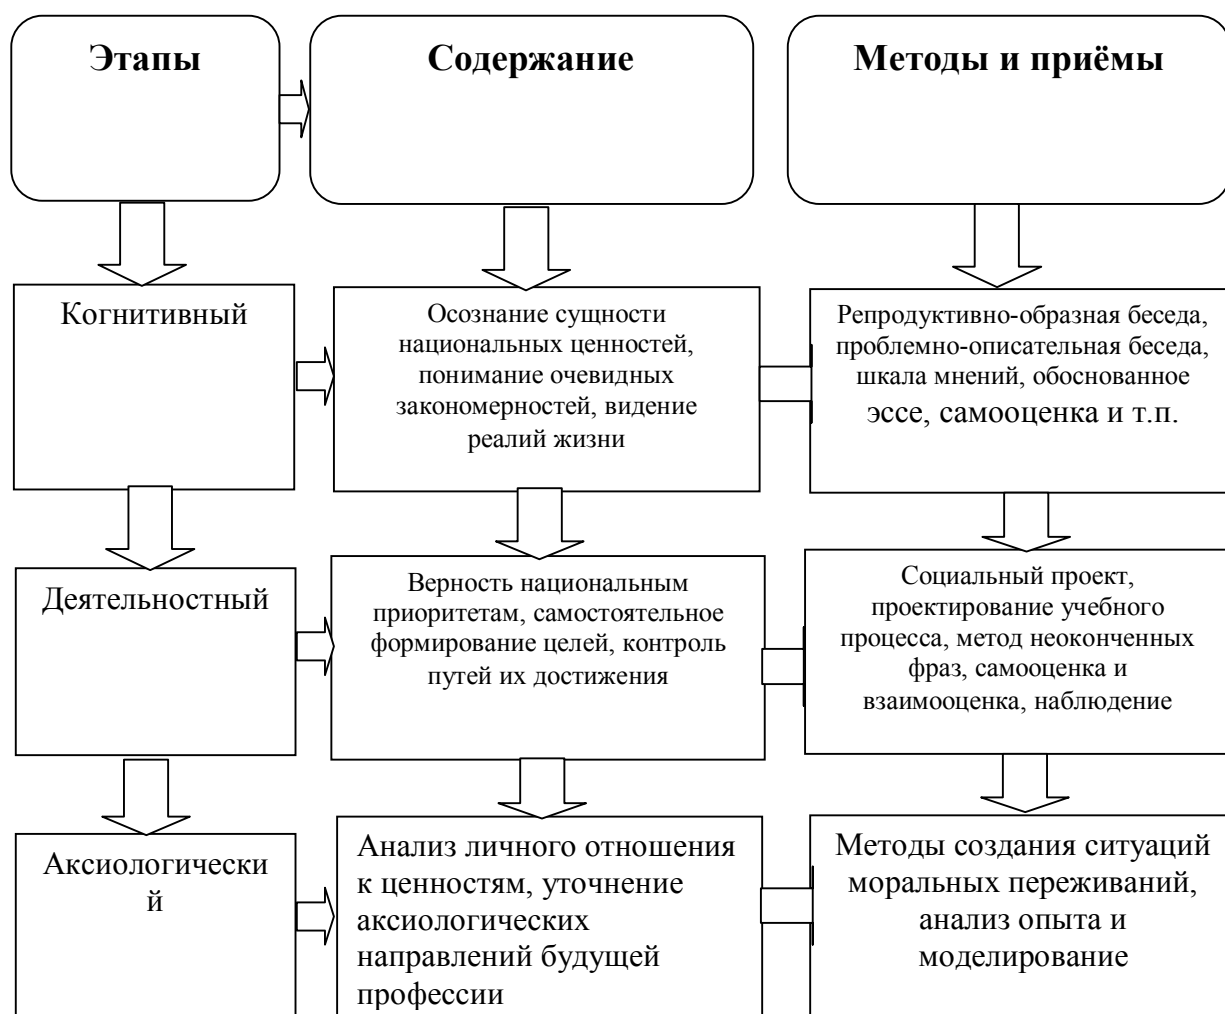 Этапы
Содержание
Методы и приёмы
Когнитивный
Осознание сущности
национальных ценностей,
понимание очевидных
закономерностей, видение
реалий жизни
Репродуктивно-образная беседа,
проблемно-описательная беседа,
шкала мнений, обоснованное
эссе, самооценка и т.п.
Деятельностный
Верность национальным
приоритетам, самостоятельное
формирование целей, контроль
путей их достижения
Социальный проект,
проектирование учебного
процесса, метод неоконченных
фраз, самооценка и
взаимооценка, наблюдение
Аксиологически
й
Анализ личного отношения
к ценностям, уточнение
аксиологических
направлений будущей
профессии
Методы создания ситуаций
моральных переживаний,
анализ опыта и
моделирование